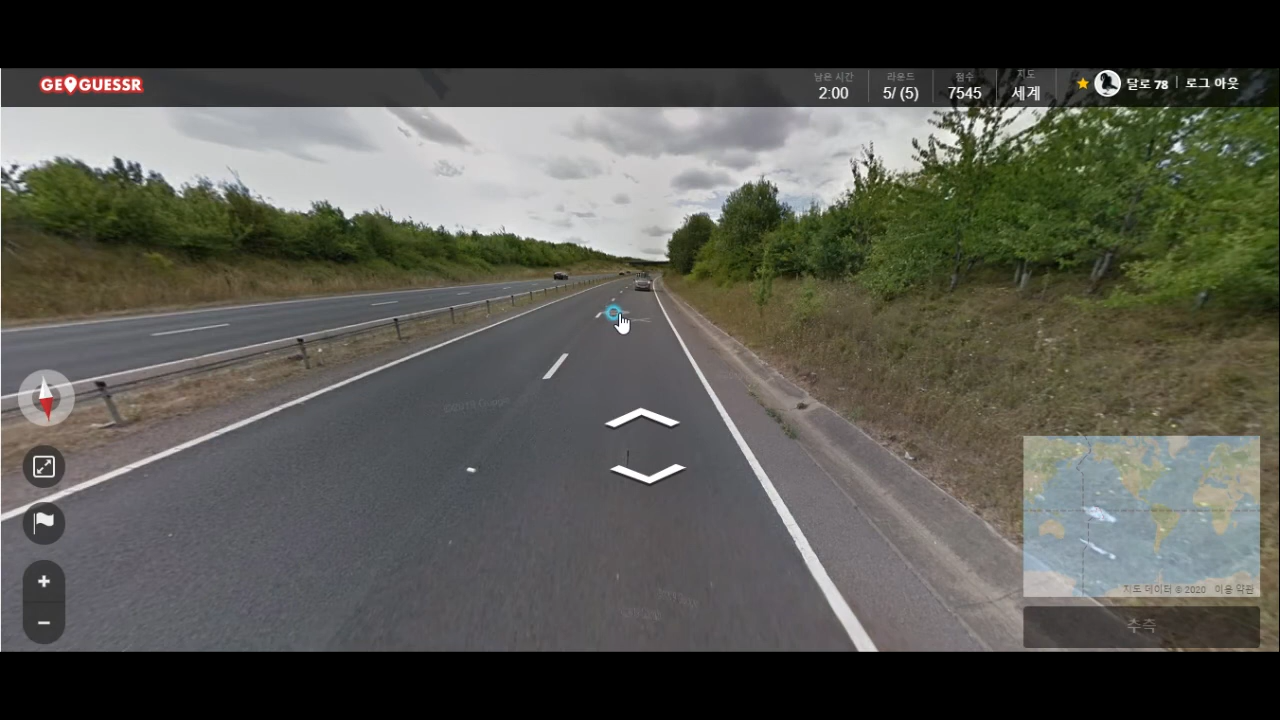 GEOGUESSR
남은 시간
2:00
라운드
5/ (5)
점수
7545
지도
세계
달로 78
로그 아웃
©2019 Google
지도 데이터 © 2020 이용 약관
추측